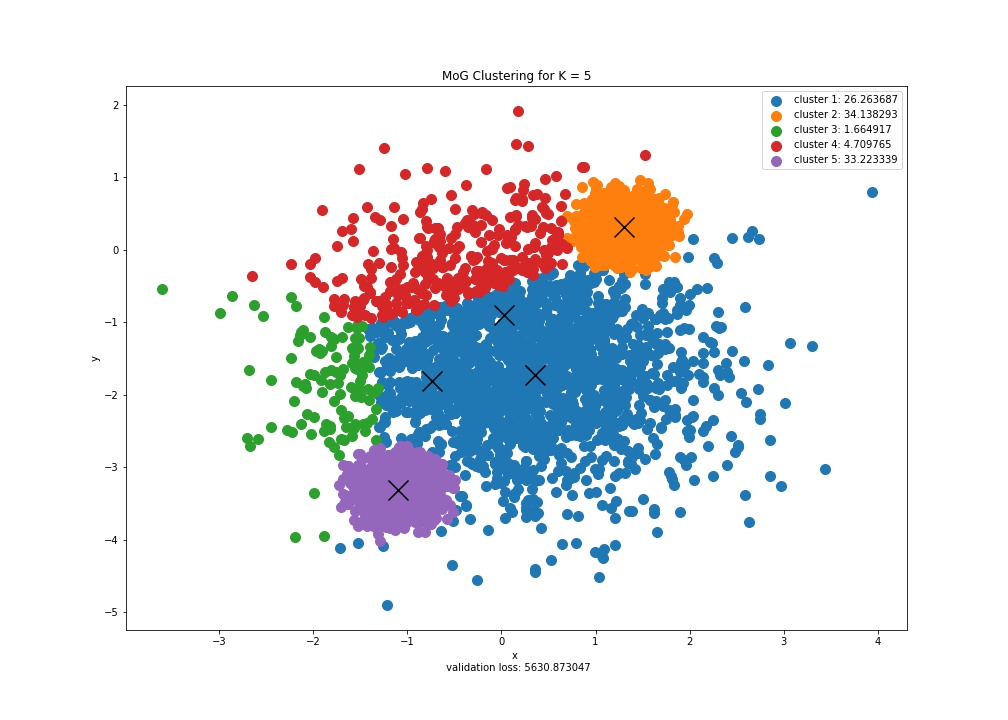 MoG Clustering for K = 5
cluster 1: 26.263687
cluster 2: 34.138293
cluster 3: 1.664917
cluster 4: 4.709765
cluster 5: 33.223339
2
1
0
−1
−2
−3
−4
−5
y
−3 −2 −1 0 1 2 3 4
x
validation loss: 5630.873047